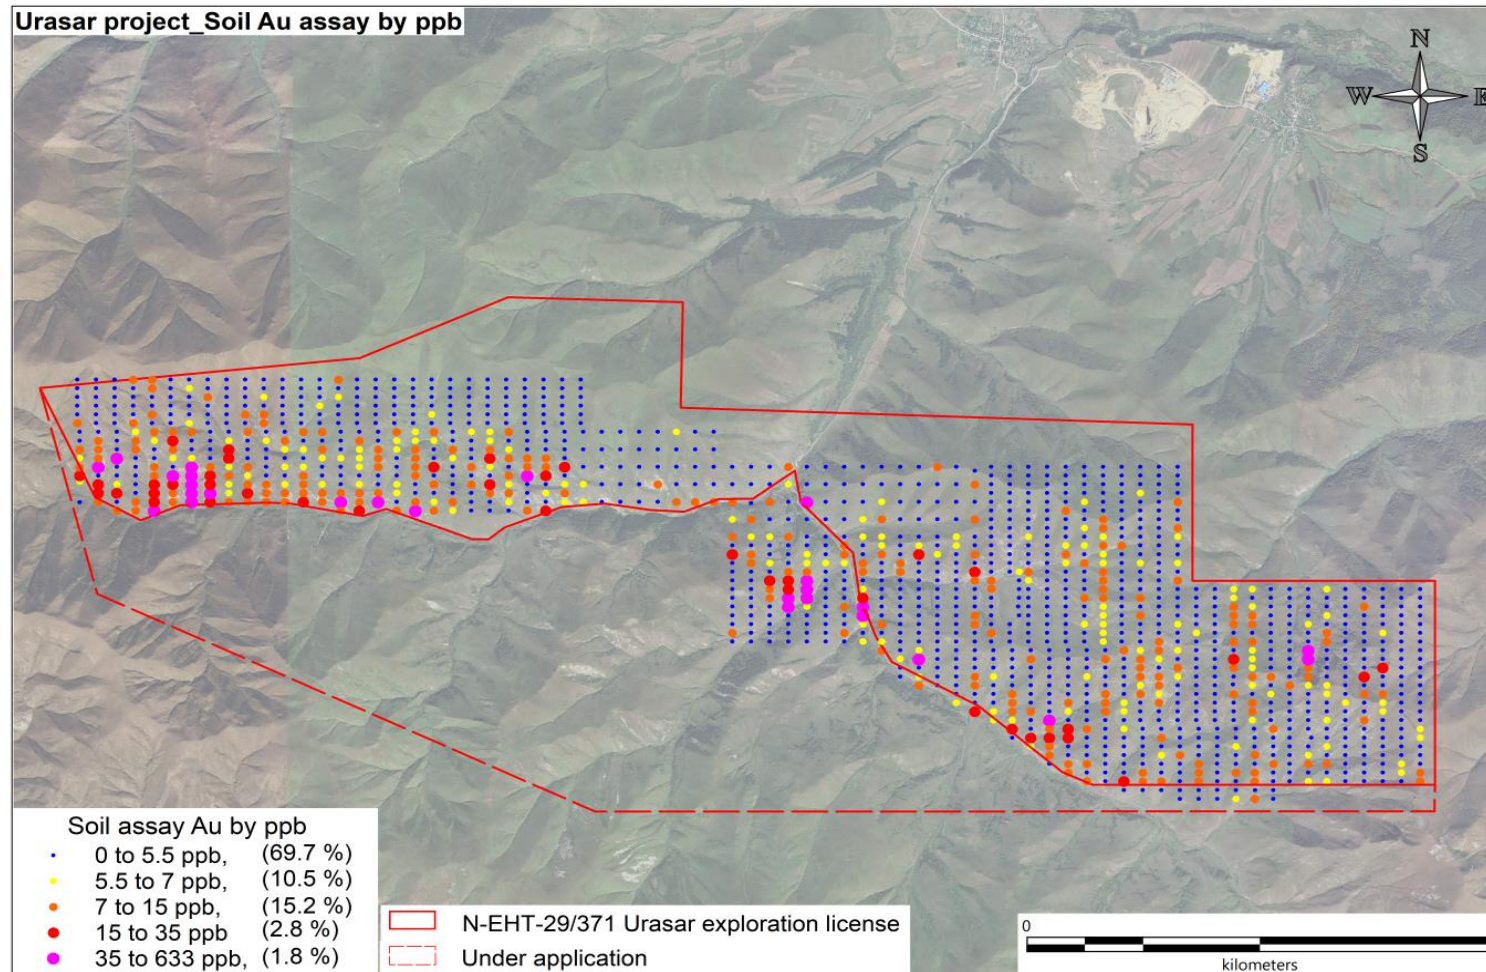 Urasar project_Soil Au assay by ppb
N
W
E
S
Soil assay Au by ppb
0 to 5.5 ppb, (69.7 %)
5.5 to 7 ppb, (10.5 %)
7 to 15 ppb, (15.2 %)
15 to 35 ppb (2.8 %)
35 to 633 ppb, (1.8 %)
N-EHT-29/371 Urasar exploration license
Under application
0
kilometers